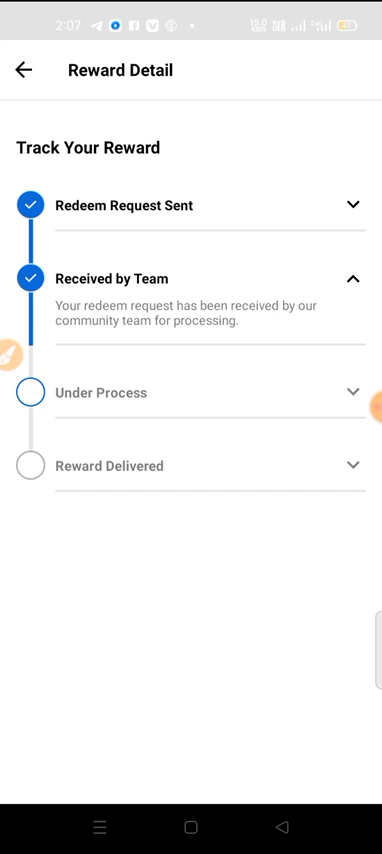 2:07
Reward Detail
Track Your Reward
Redeem Request Sent
Received by Team
Your redeem request has been received by our
community team for processing.
Under Process
Reward Delivered